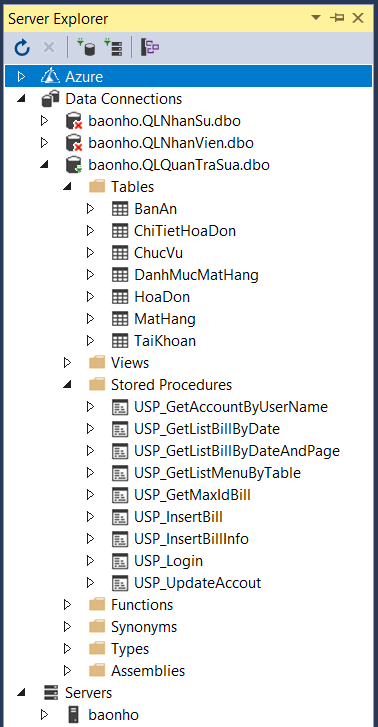 Server Explorer
Azure
Data Connections
baonho.QLNhanSu.dbo
baonho.QLNhanVien.dbo
baonho.QLQuanTraSua.dbo
Tables
BanAn
ChiTietHoaDon
ChucVu
DanhMucMatHang
HoaDon
MatHang
TaiKhoan
Views
Stored Procedures
USP_GetAccountByUserName
USP_GetListBillByDate
USP_GetListBillByDateAndPage
USP_GetListMenuByTable
USP_GetMaxIdBill
USP_InsertBill
USP_InsertBillInfo
USP_Login
USP_UpdateAccout
Functions
Synonyms
Types
Assemblies
Servers
baonho